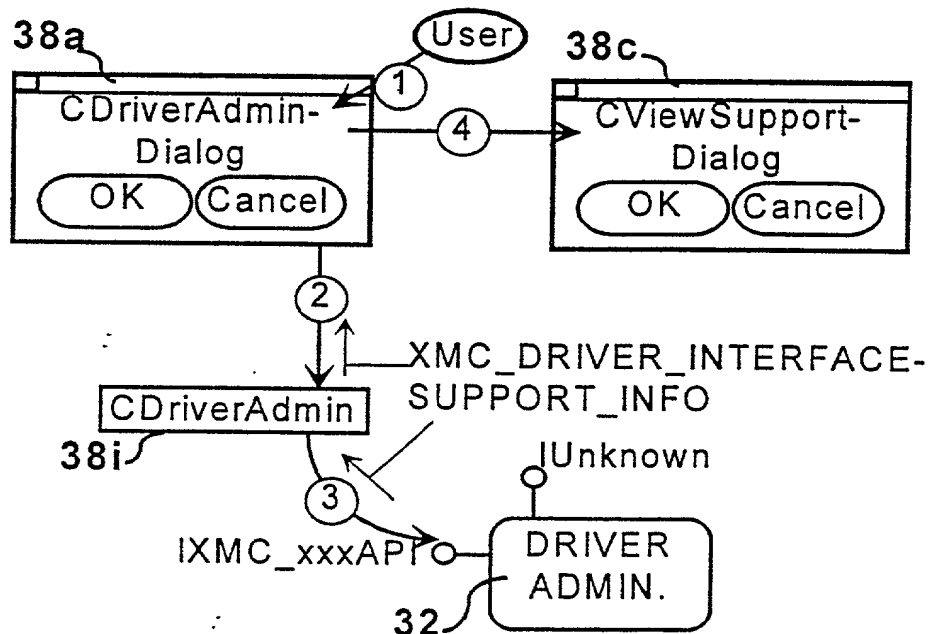 38a
User
38c
1
CDriverAdmin-
Dialog
OK
Cancel
4
CViewSupport-
Dialog
OK
Cancel
2
XMC_DRIVER_INTERFACE-
SUPPORT_INFO
CDriverAdmin
38i
IUnknown
3
IXMC_xxxAPI
DRIVER
ADMIN.
32